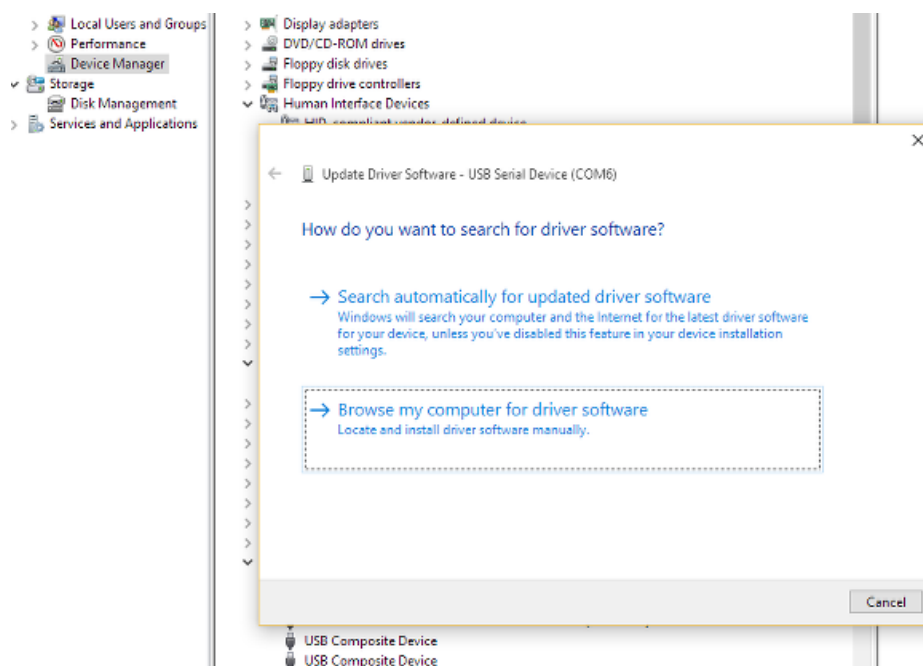 Local Users and Groups
Performance
Device Manager
Storage
Disk Management
Services and Applications
Display adapters
DVD/CD-ROM drives
Floppy disk drives
Floppy drive controllers
Human Interface Devices
HID-compliant vendor-defined device
Update Driver Software - USB Serial Device (COM6)
How do you want to search for driver software?
Search automatically for updated driver software
Windows will search your computer and the Internet for the latest driver software
for your device, unless you've disabled this feature in your device installation
settings.
Browse my computer for driver software
Locate and install driver software manually.
Cancel
USB Composite Device
USB Composite Device